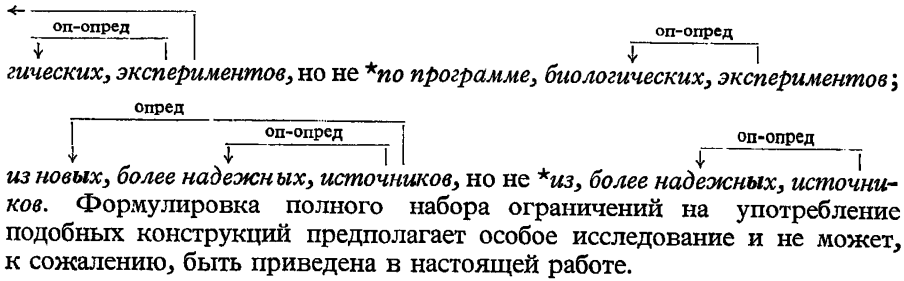 оп-опред оп-опред
гических, экспериментов, но не *по программе, биологических, экспериментов;
опред
оп-опред оп-опред
из новых, более надежных, источников, но не *из, более надежных, источни-
ков. Формулировка полного набора ограничений на употребление
подобных конструкций предполагает особое исследование и не может,
к сожалению, быть приведена в настоящей работе.